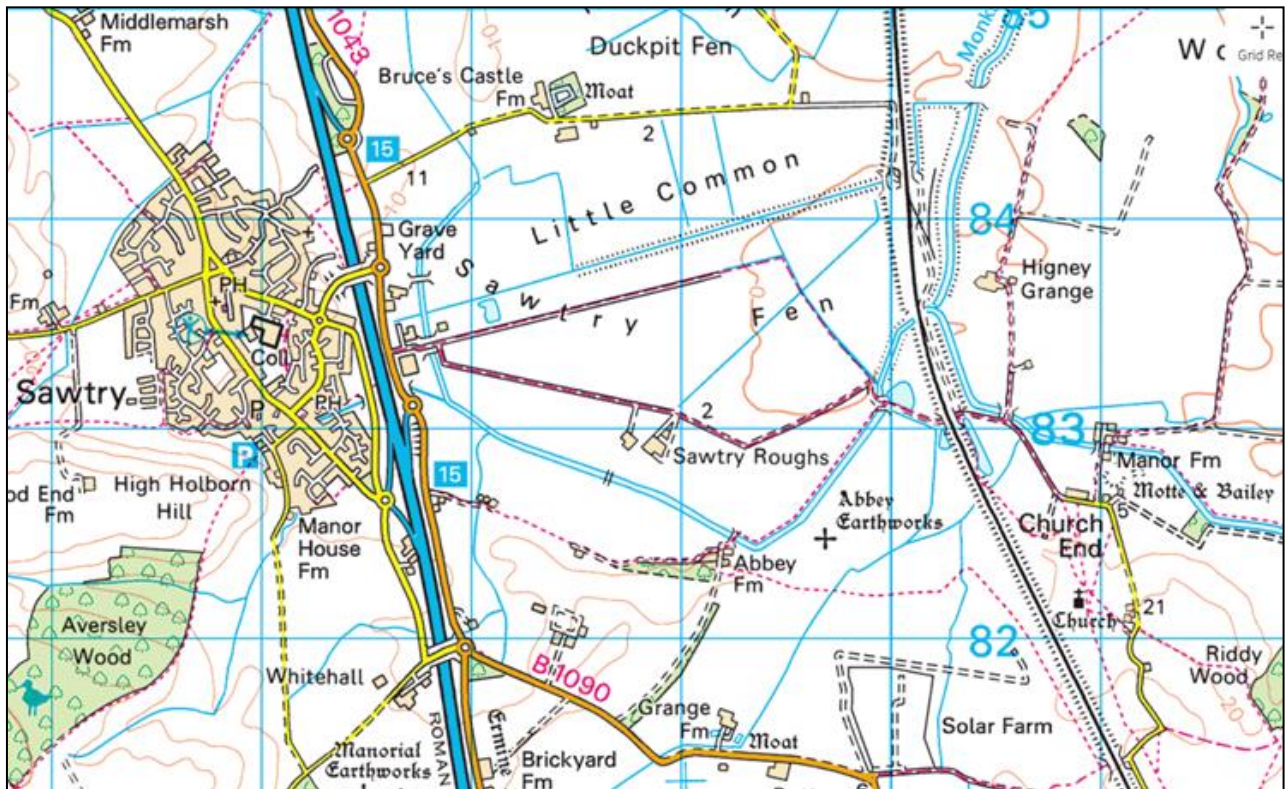 Middlemarsh
Fm
1043
Duckpit Fen
Monk
Grid Re
Bruce's Castle
Fm
Moat
2
15
11
Little Common
84
Grave
Yard
Sawtry
Fen
Higney
Grange
PH
Fm
Coll
Sawtry
P
PH
2
83
Sawtry Roughs
Manor Fm
Motte & Bailey
P
15
High Holborn
Hill
Fm
Abbey
Earthworks
5
Church
End
Manor
House
Fm
Abbey
Fm
Aversley
Wood
21
Church
82
Whitehall
B 1090
Riddy
Wood
Grange
Fm
Moat
Solar Farm
ROMAN
Ermine
Manorial
Earthworks
Brickyard
Fm